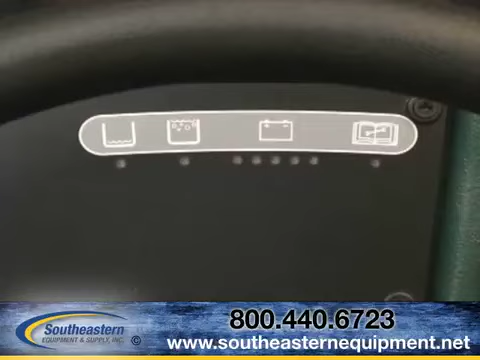 Southeastern
EQUIPMENT & SUPPLY, INC.
800.440.6723
www.southeasternequipment.net